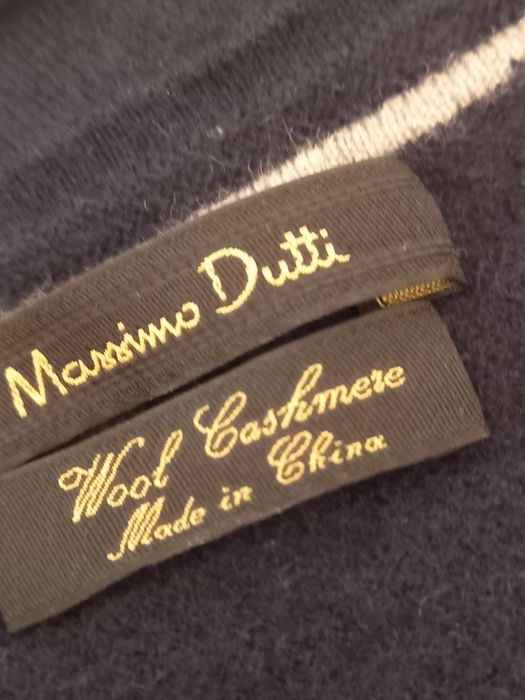 Massimo Dutti
Wool Cashmere
Made in China